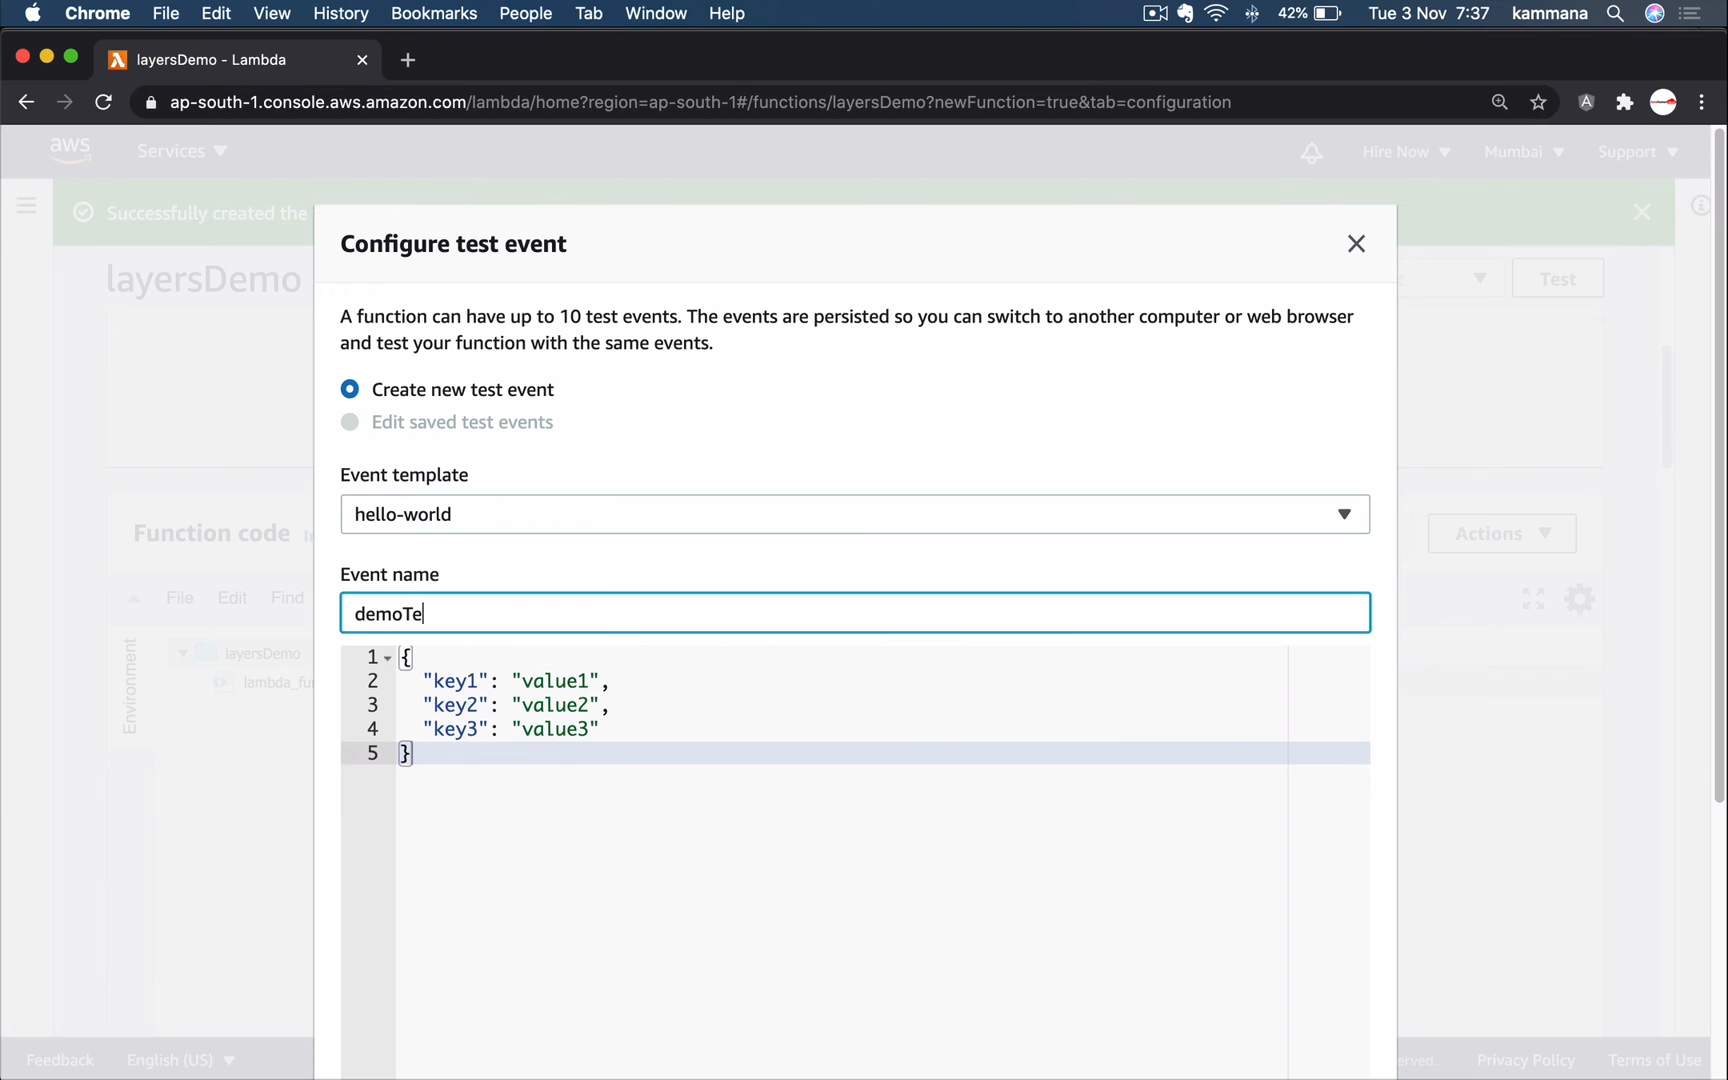 Chrome File Edit View History Bookmarks People Tab Window Help 42% Tue 3 Nov 7:37 kammana
layersDemo - Lambda
ap-south-1.console.aws.amazon.com/lambda/home?region=ap-south-1#/functions/layersDemo?newFunction=true&tab=configuration
aws Services Hire Now Mumbai Support
Successfully created the
Configure test event
layersDemo
Test
A function can have up to 10 test events. The events are persisted so you can switch to another computer or web browser
and test your function with the same events.
Create new test event
Edit saved test events
Event template
hello-world
Function code
Actions
Event name
File Edit Find
demoTe
Environment
layersDemo
lambda_fu
1 {
2 "key1": "value1",
3 "key2": "value2",
4 "key3": "value3"
5 }
Feedback English (US) Privacy Policy Terms of Use